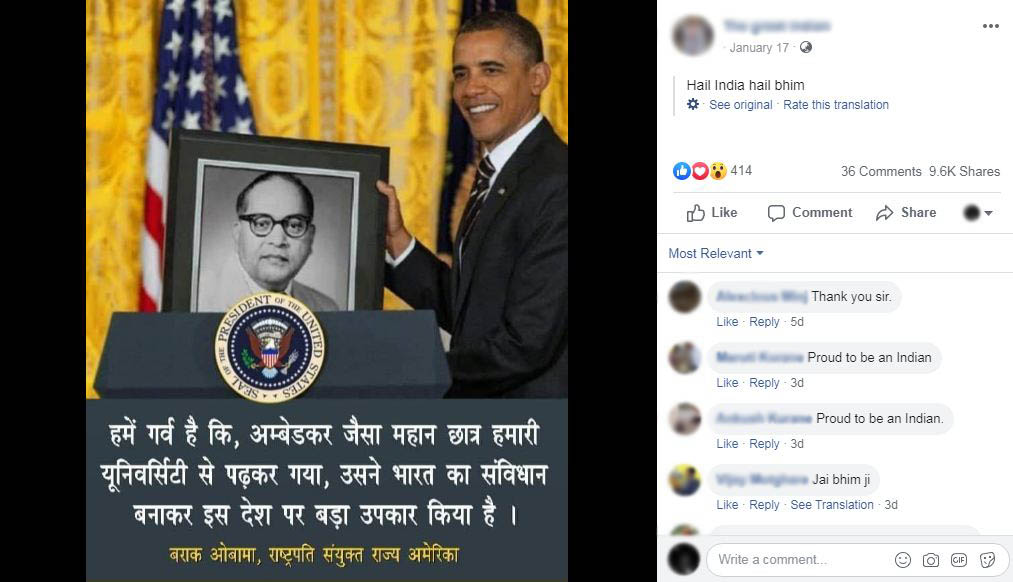 January 17
Hail India hail bhim
See original · Rate this translation
414
36 Comments 9.6K Shares
Like Comment Share
Most Relevant
Thank you sir.
Like · Reply · 5d
Proud to be an Indian
Like · Reply · 3d
Proud to be an Indian.
Like · Reply · 3d
Jai bhim ji
Like · Reply · See Translation · 3d
Write a comment...
GIF
SEAL OF THE PRESIDENT OF THE UNITED STATES
हमें गर्व है कि, अम्बेडकर जैसा महान छात्र हमारी
यूनिवर्सिटी से पढ़कर गया, उसने भारत का संविधान
बनाकर इस देश पर बड़ा उपकार किया है ।
बराक ओबामा, राष्ट्रपति संयुक्त राज्य अमेरिका